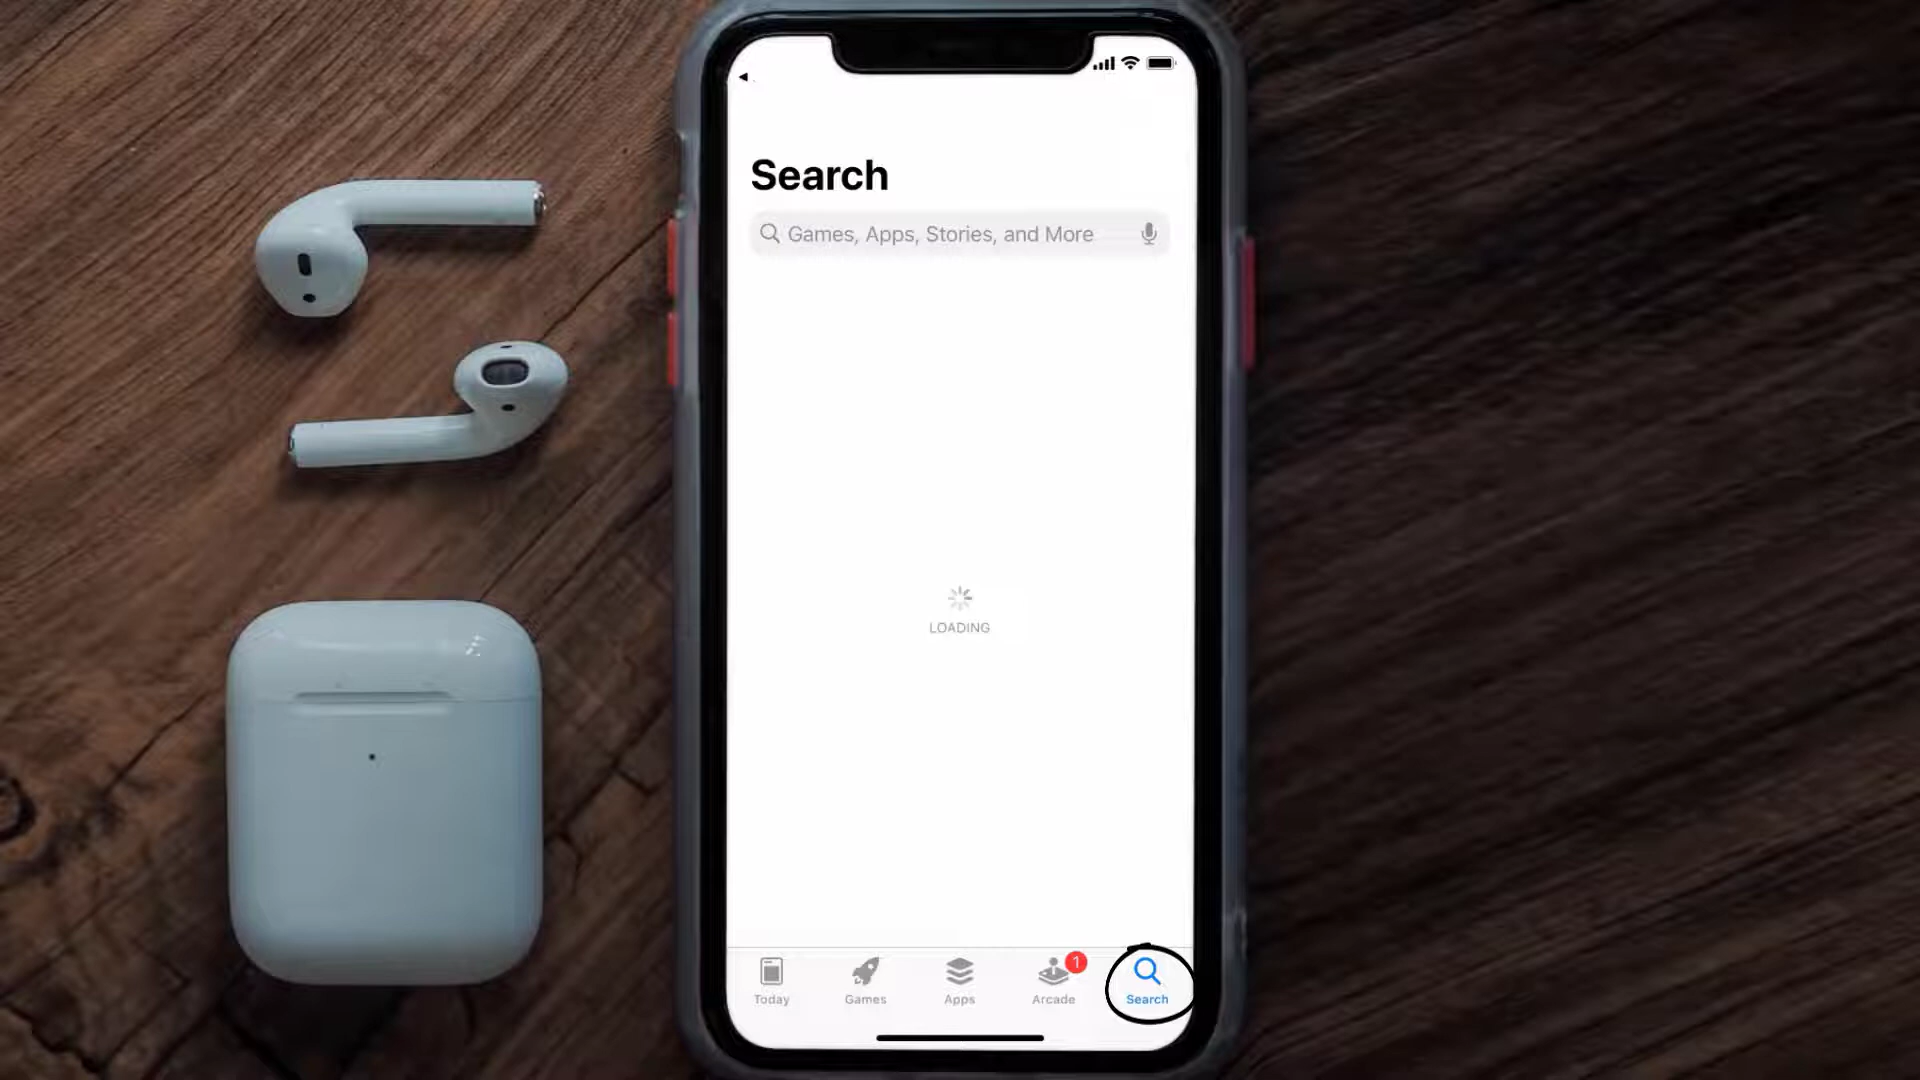 Search
Games, Apps, Stories, and More
LOADING
1
Today Games Apps Arcade Search